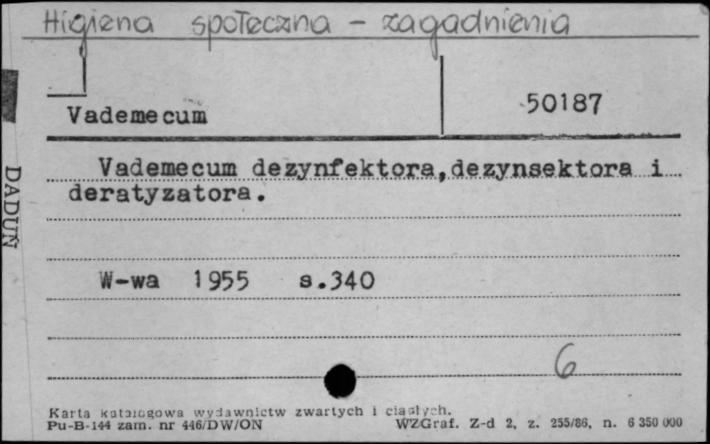 Higiena społeczna - zagadnienia
Vademecum
50187
Vademecum dezynfektora, dezynsektora i
deratyzatora.
W-wa 1955 s.340
6
DADUŃ
Karta katalogowa wydawnictw zwartych i ciągłych.
Pu-B-144 zam. nr 446/DW/ON
WZGraf. Z-d 2, z. 255/86, n. 6 350 000